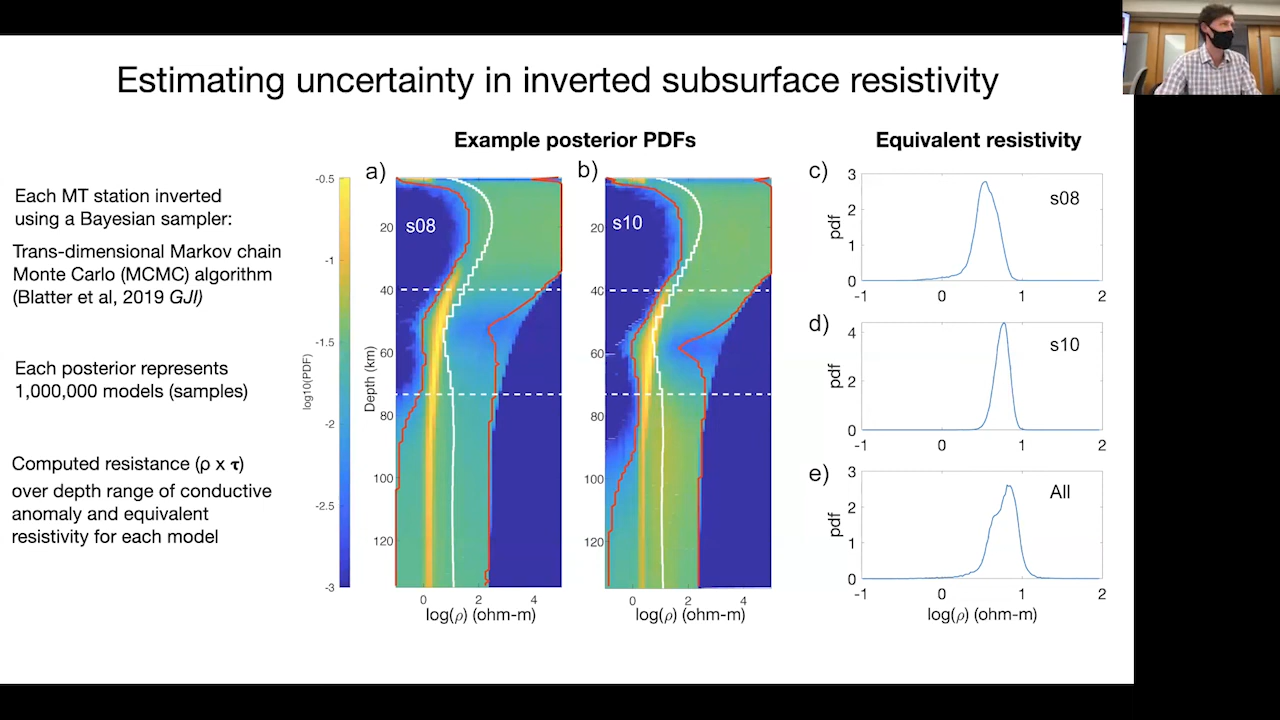 Estimating uncertainty in inverted subsurface resistivity
Each MT station inverted
using a Bayesian sampler:
Trans-dimensional Markov chain
Monte Carlo (MCMC) algorithm
(Blatter et al, 2019 GJI)
Each posterior represents
1,000,000 models (samples)
Computed resistance (ρ x τ)
over depth range of conductive
anomaly and equivalent
resistivity for each model
Example posterior PDFs
-0.5
-1
-1.5
-2
-2.5
-3
log10(PDF)
a)
s08
20
40
60
80
100
120
Depth (km)
0 2 4
log(ρ) (ohm-m)
b)
s10
20
40
60
80
100
120
0 2 4
log(ρ) (ohm-m)
Equivalent resistivity
c)
s08
3
2
1
0
pdf
-1 0 1 2
d)
s10
4
2
0
pdf
-1 0 1 2
e)
All
3
2
1
0
pdf
-1 0 1 2
log(ρ) (ohm-m)